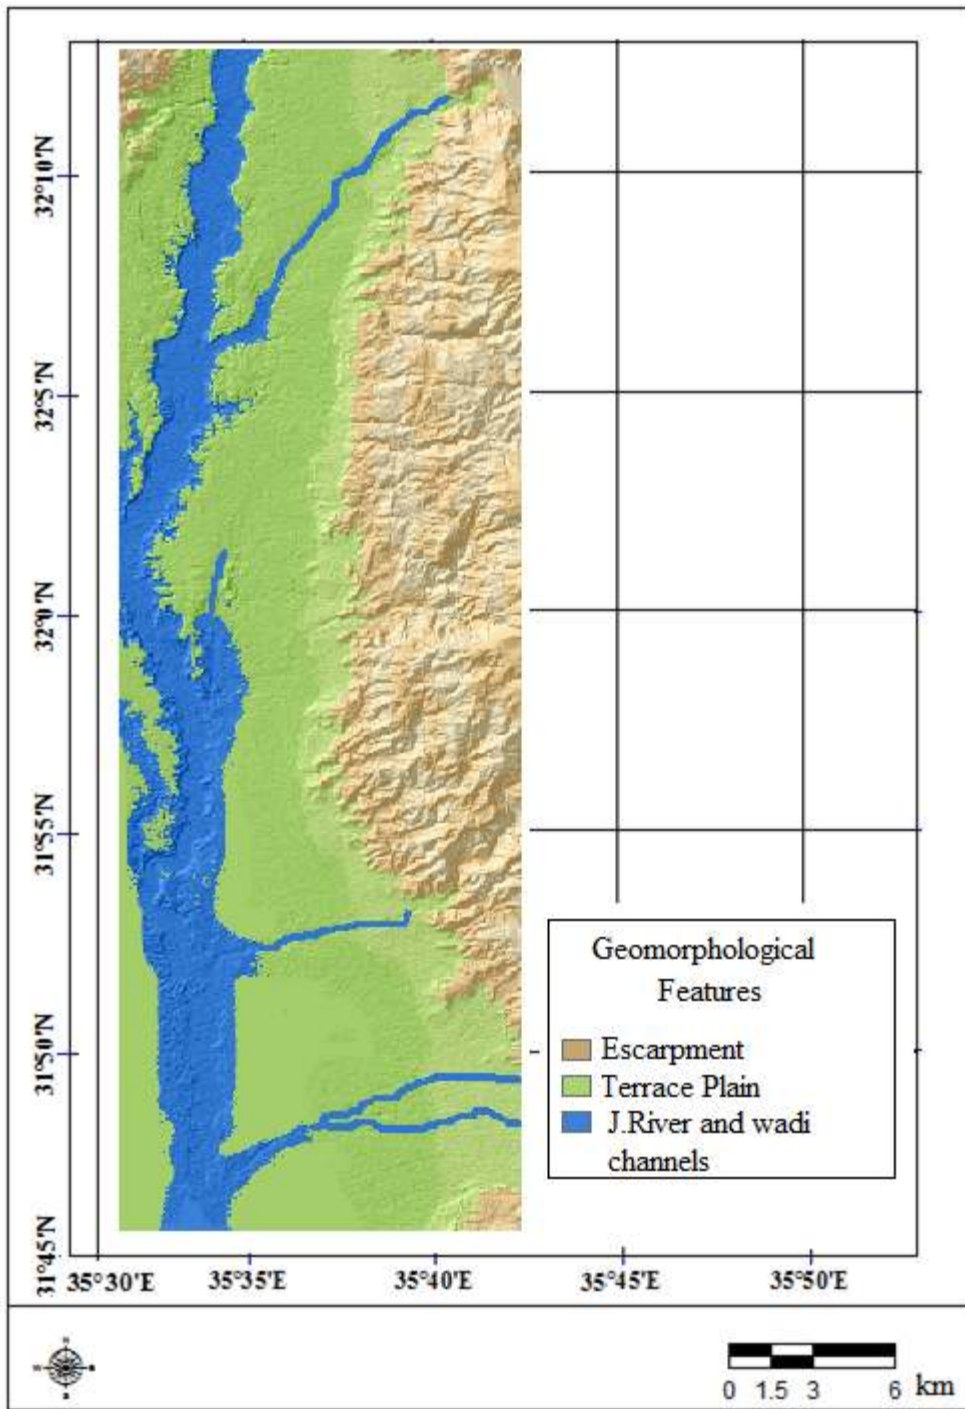 32°10'N
32°5'N
32°0'N
31°55'N
31°50'N
31°45'N
35°30'E
35°35'E
35°40'E
35°45'E
35°50'E
Geomorphological
Features
Escarpment
Terrace Plain
J.River and wadi
channels
0 1.5 3 6 km